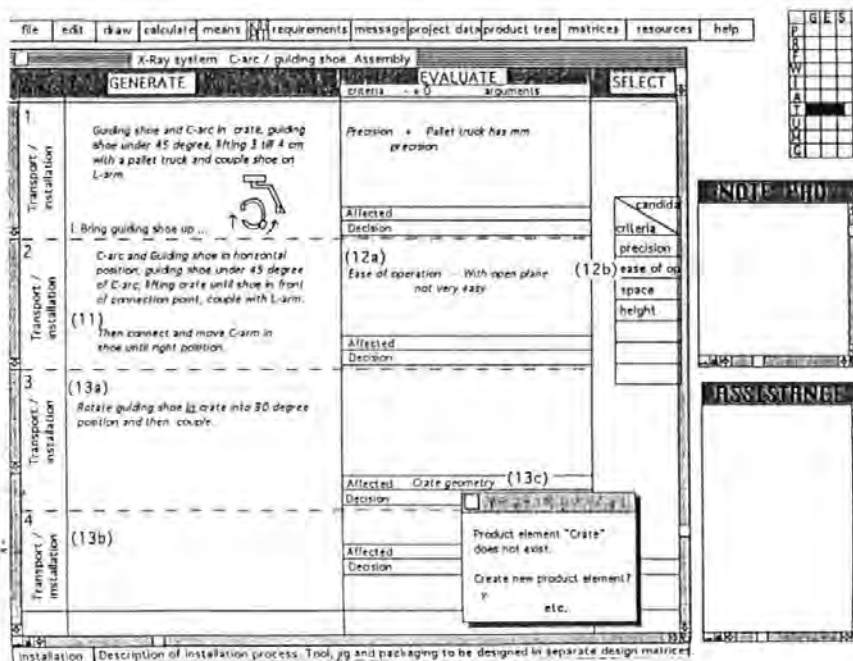 file edit draw calculate means requirements message project data product tree matrices resources help
X-Ray system C-arc / guiding shoe Assembly
GENERATE
EVALUATE
criteria - + 0 arguments
SELECT
G E S
1
Transport / installation
Guiding shoe and C-arc in crate, guiding
shoe under 45 degree, lifting 3 till 4 cm
with a pallet truck and couple shoe on
L-arm.
1. Bring guiding shoe up ...
Precision + Pallet truck has mm
precision
Affected
Decision
2
Transport / installation
C-arc and Guiding shoe in horizontal
position, guiding shoe under 45 degree
of C-arc, lifting crate until shoe in front
of connection point, couple with L-arm.
(11)
Then connect and move C-arm in
shoe until right position.
(12a)
Ease of operation - With open plane
not very easy
Affected
Decision
3
Transport / installation
(13a)
Rotate guiding shoe in crate into 30 degree
position and then couple.
Affected Crate geometry (13c)
Decision
4
Transport / installation
(13b)
Affected
Decision
candida
criteria
precision
(12b) ease of op
space
height
Product element "Crate"
does not exist.
Create new product element?
y
etc.
NOTE PAD
ASSISTANCE
installation Description of installation process. Tool, jig and packaging to be designed in separate design matrices